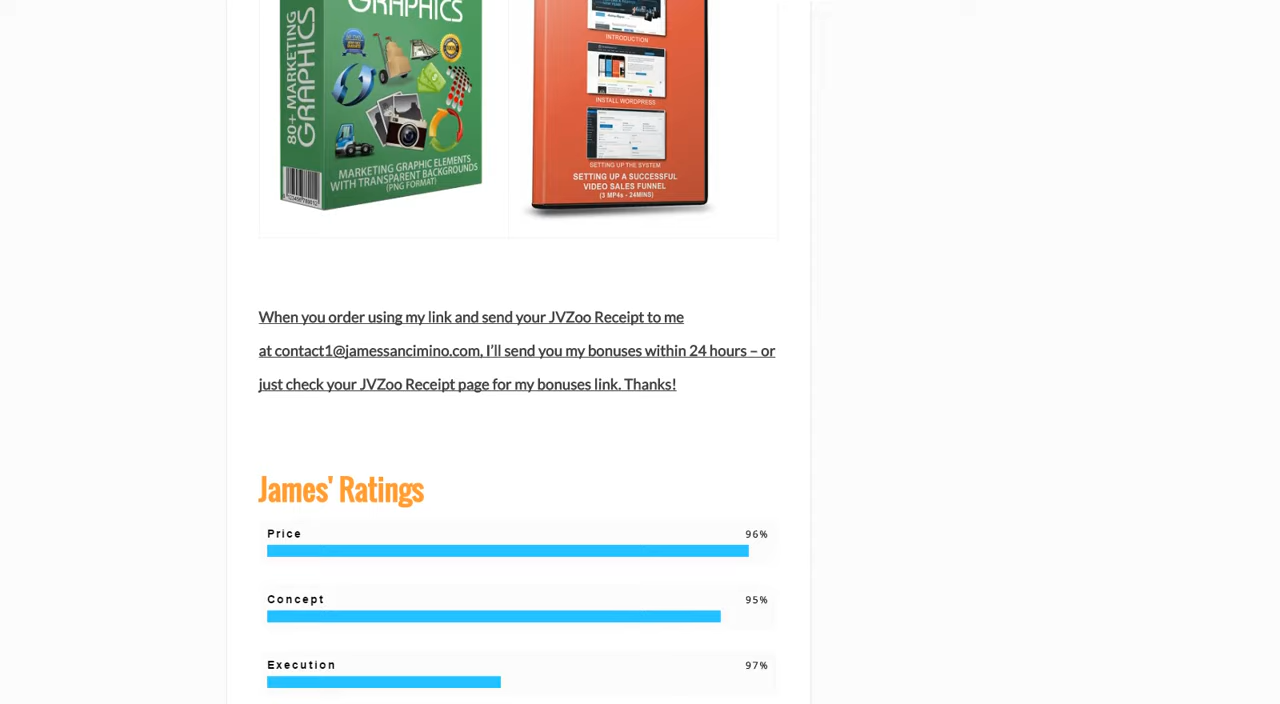 GRAPHICS
80+ MARKETING
GRAPHICS
MARKETING GRAPHIC ELEMENTS
WITH TRANSPARENT BACKGROUNDS
(PNG FORMAT)
INTRODUCTION
INSTALL WORDPRESS
SETTING UP THE SYSTEM
SETTING UP A SUCCESSFUL
VIDEO SALES FUNNEL
(3 MP4s - 24MINS)
When you order using my link and send your JVZoo Receipt to me
at contact1@jamessancimino.com, I’ll send you my bonuses within 24 hours – or
just check your JVZoo Receipt page for my bonuses link. Thanks!
James' Ratings
Price 96%
Concept 95%
Execution 97%